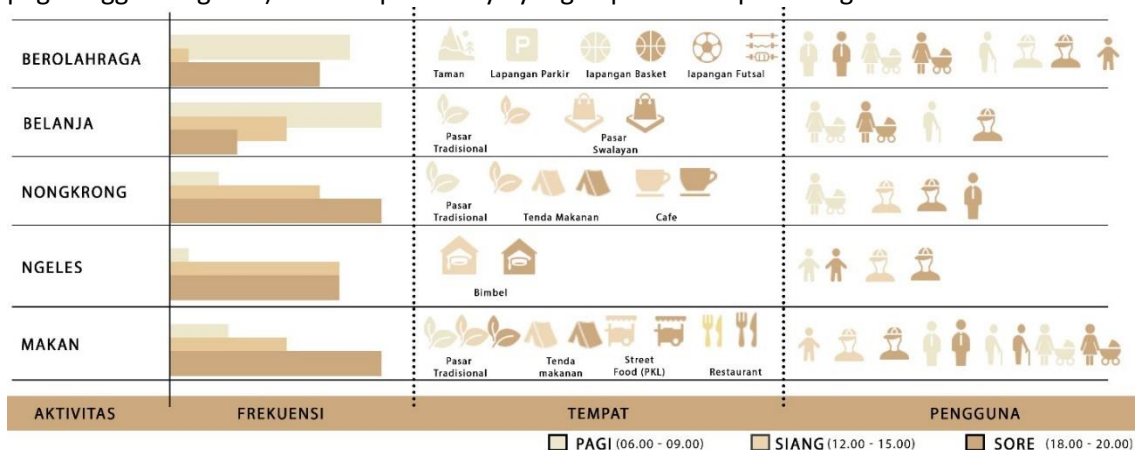 BEROLAHRAGA
P
Taman
Lapangan Parkir
lapangan Basket
lapangan Futsal
BELANJA
Pasar
Tradisional
Pasar
Swalayan
NONGKRONG
Pasar
Tradisional
Tenda Makanan
Cafe
NGELES
Bimbel
MAKAN
Pasar
Tradisional
Tenda
makanan
Street
Food (PKL)
Restaurant
AKTIVITAS
FREKUENSI
TEMPAT
PENGGUNA
PAGI (06.00 - 09.00)
SIANG (12.00 - 15.00)
SORE (18.00 - 20.00)